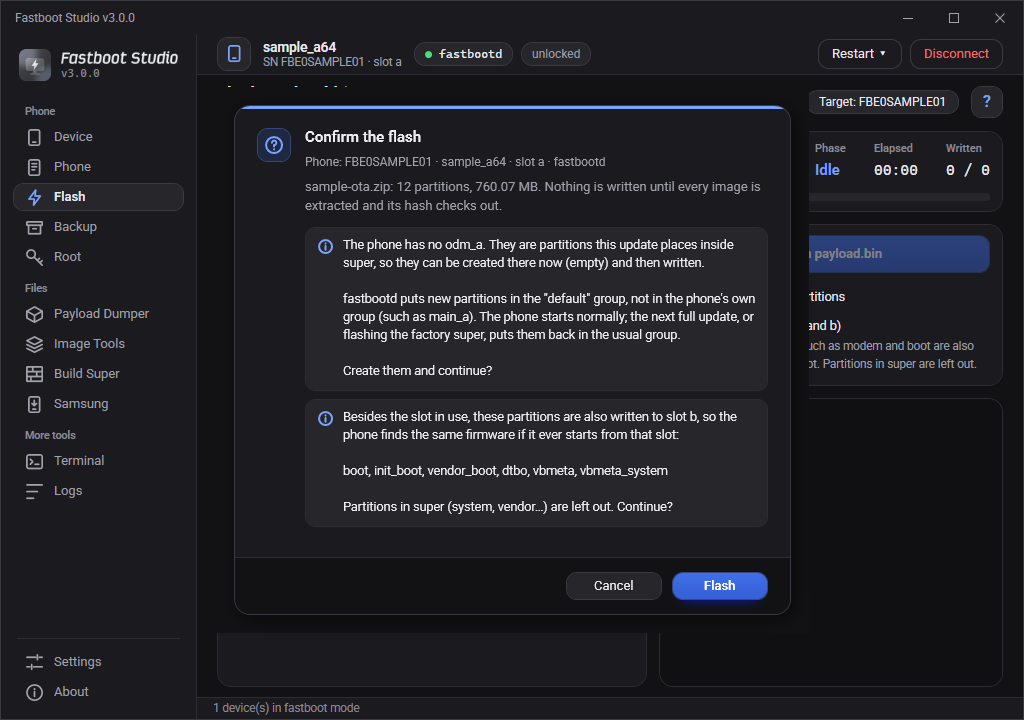 Fastboot Studio v3.0.0
Fastboot Studio
v3.0.0
Phone
Device
Phone
Flash
Backup
Root
Files
Payload Dumper
Image Tools
Build Super
Samsung
More tools
Terminal
Logs
Settings
About
sample_a64
SN FBE0SAMPLE01 · slot a
fastbootd
unlocked
Restart
Disconnect
Target: FBE0SAMPLE01
?
Phase
Elapsed
Written
Idle
00:00
0 / 0
payload.bin
and b)
such as modem and boot are also
Partitions in super are left out.
Confirm the flash
Phone: FBE0SAMPLE01 · sample_a64 · slot a · fastbootd
sample-ota.zip: 12 partitions, 760.07 MB. Nothing is written until every image is
extracted and its hash checks out.
The phone has no odm_a. They are partitions this update places inside
super, so they can be created there now (empty) and then written.
fastbootd puts new partitions in the "default" group, not in the phone's own
group (such as main_a). The phone starts normally; the next full update, or
flashing the factory super, puts them back in the usual group.
Create them and continue?
Besides the slot in use, these partitions are also written to slot b, so the
phone finds the same firmware if it ever starts from that slot:
boot, init_boot, vendor_boot, dtbo, vbmeta, vbmeta_system
Partitions in super (system, vendor...) are left out. Continue?
Cancel
Flash
1 device(s) in fastboot mode